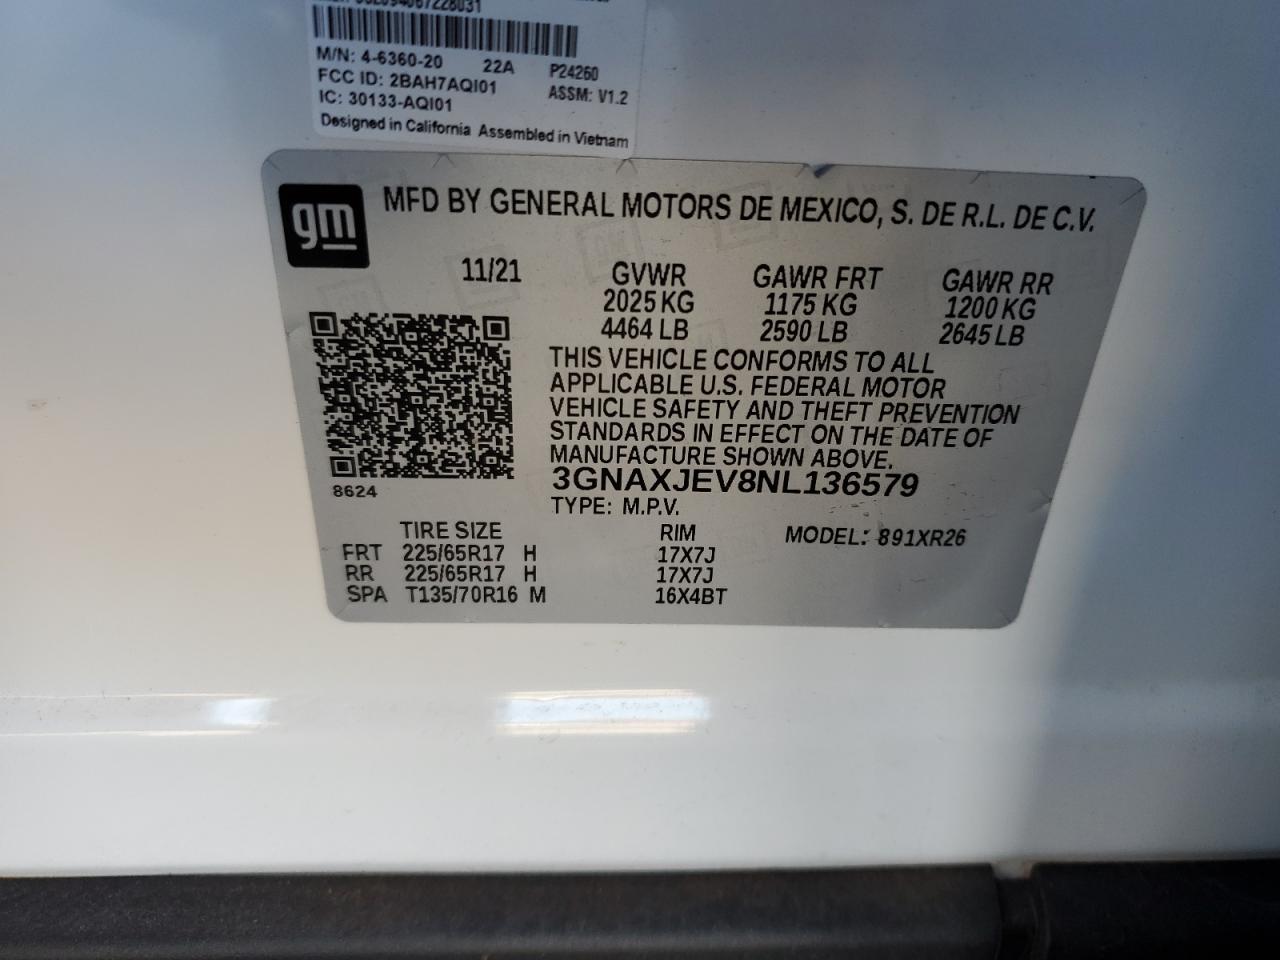 M/N: 4-6360-20 22A P24260
FCC ID: 2BAH7AQI01 ASSM: V1.2
IC: 30133-AQI01
Designed in California Assembled in Vietnam
gm MFD BY GENERAL MOTORS DE MEXICO, S. DE R.L. DE C.V.
11/21 GVWR GAWR FRT GAWR RR
2025 KG 1175 KG 1200 KG
4464 LB 2590 LB 2645 LB
THIS VEHICLE CONFORMS TO ALL
APPLICABLE U.S. FEDERAL MOTOR
VEHICLE SAFETY AND THEFT PREVENTION
STANDARDS IN EFFECT ON THE DATE OF
MANUFACTURE SHOWN ABOVE.
3GNAXJEV8NL136579
8624
TYPE: M.P.V.
TIRE SIZE RIM MODEL: 891XR26
FRT 225/65R17 H 17X7J
RR 225/65R17 H 17X7J
SPA T135/70R16 M 16X4BT